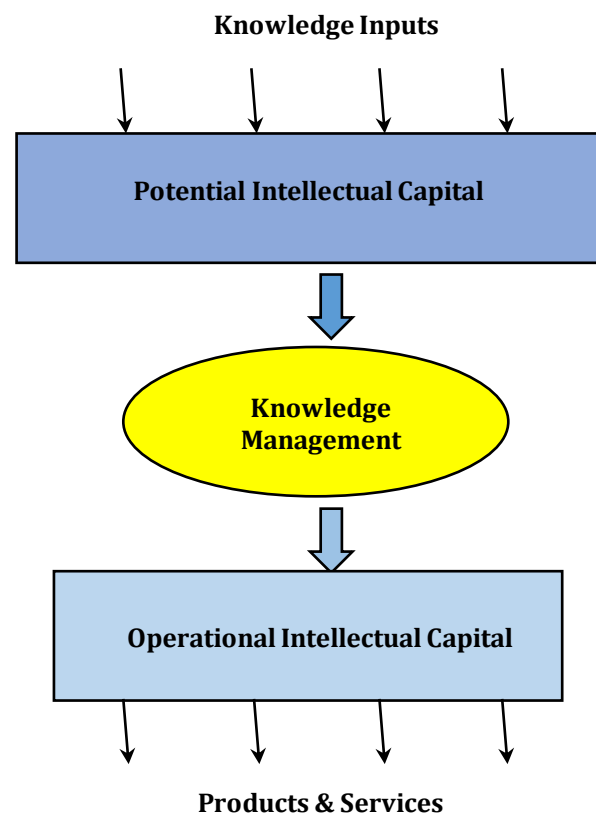 Knowledge Inputs
Potential Intellectual Capital
Knowledge
Management
Operational Intellectual Capital
Products & Services